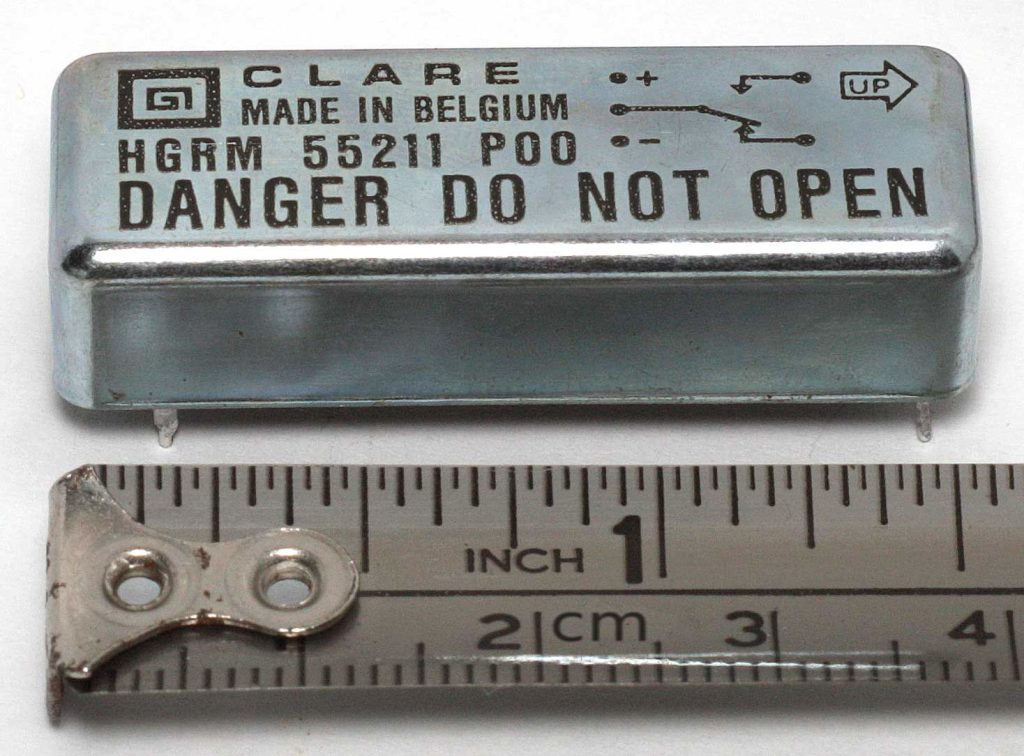 CLARE
MADE IN BELGIUM
HGRM 55211 P00
DANGER DO NOT OPEN
+
-
UP
INCH 1
2 cm 3 4